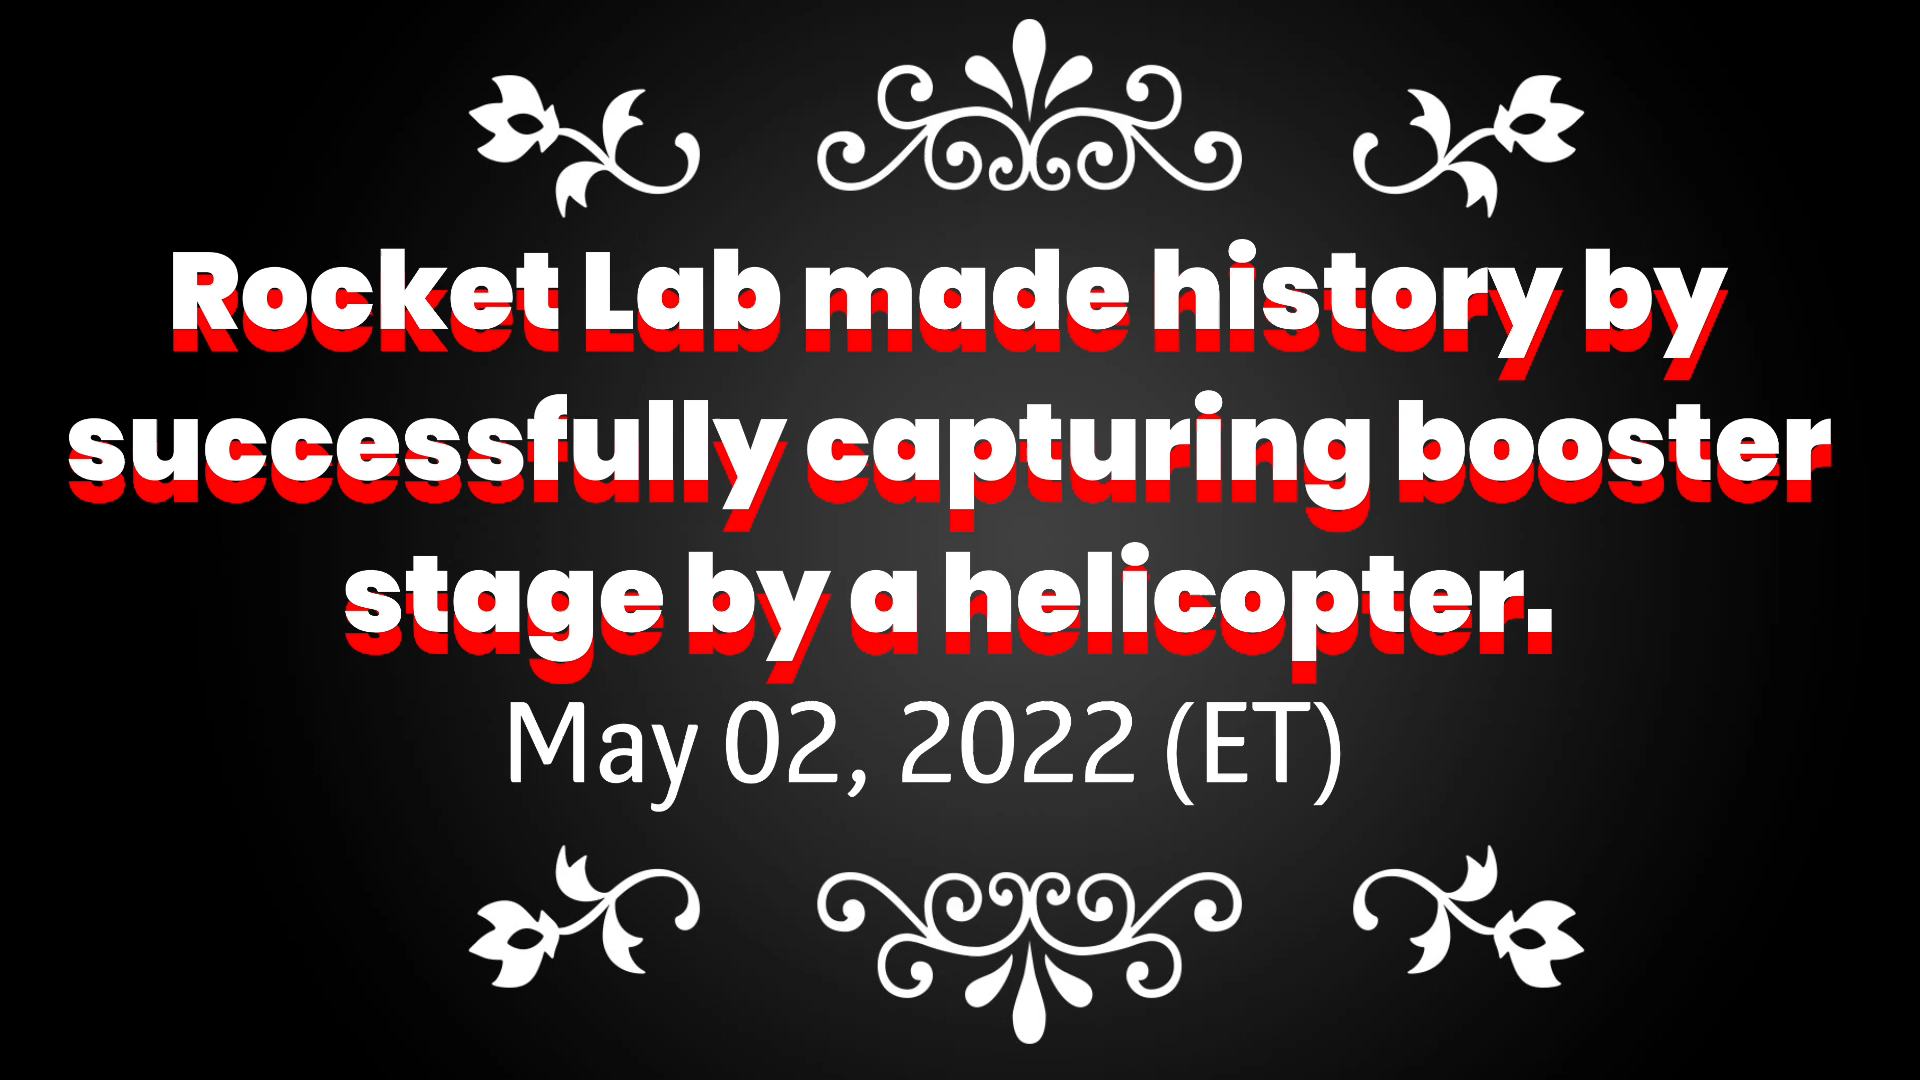 Rocket Lab made history by
successfully capturing booster
stage by a helicopter.
May 02, 2022 (ET)